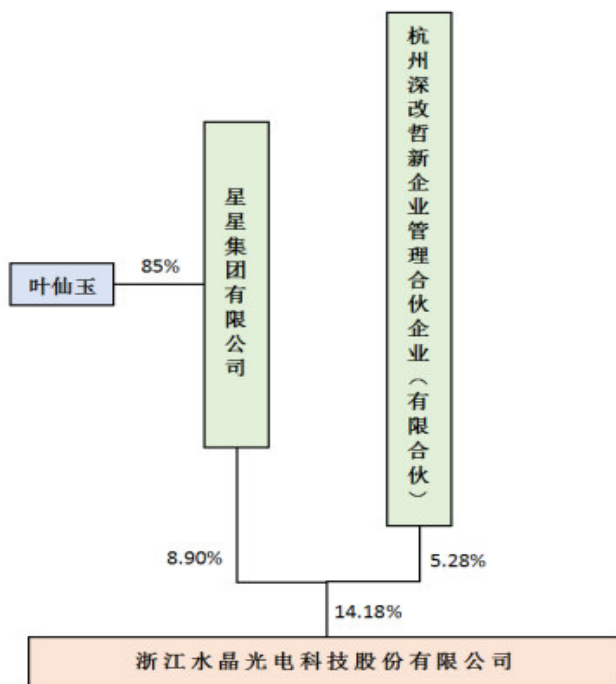 杭州深改哲新企业管理合伙企业（有限合伙）
星星集团有限公司
叶仙玉
85%
8.90%
5.28%
14.18%
浙江水晶光电科技股份有限公司